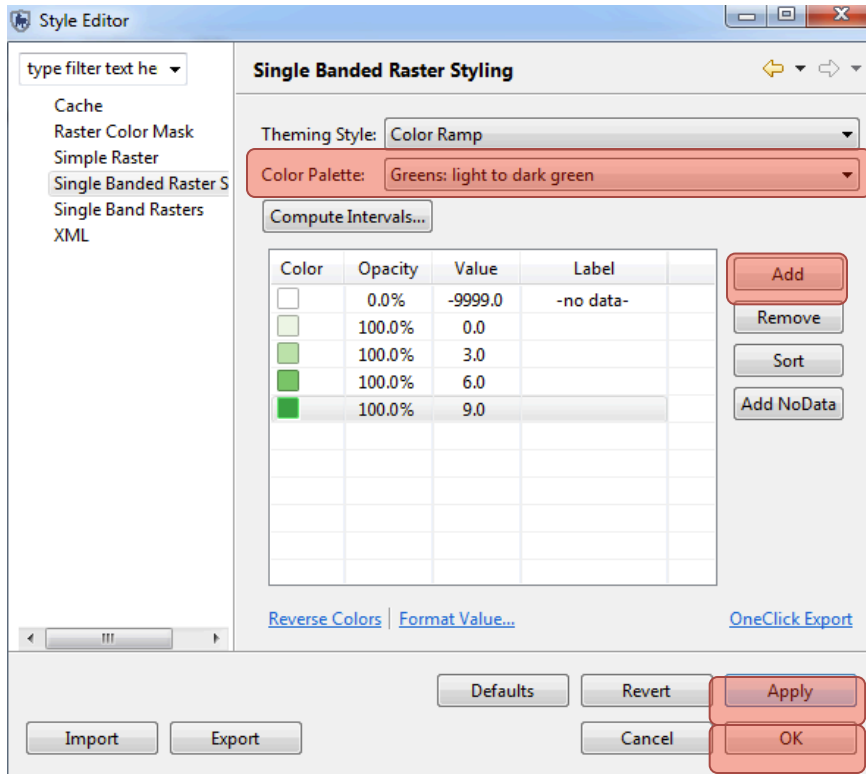 Style Editor
type filter text he
Cache
Raster Color Mask
Simple Raster
Single Banded Raster S
Single Band Rasters
XML
Single Banded Raster Styling
Theming Style: Color Ramp
Color Palette: Greens: light to dark green
Compute Intervals...
Color Opacity Value Label
0.0% -9999.0 -no data-
100.0% 0.0
100.0% 3.0
100.0% 6.0
100.0% 9.0
Add
Remove
Sort
Add NoData
Reverse Colors Format Value... OneClick Export
Defaults Revert Apply
Import Export Cancel OK